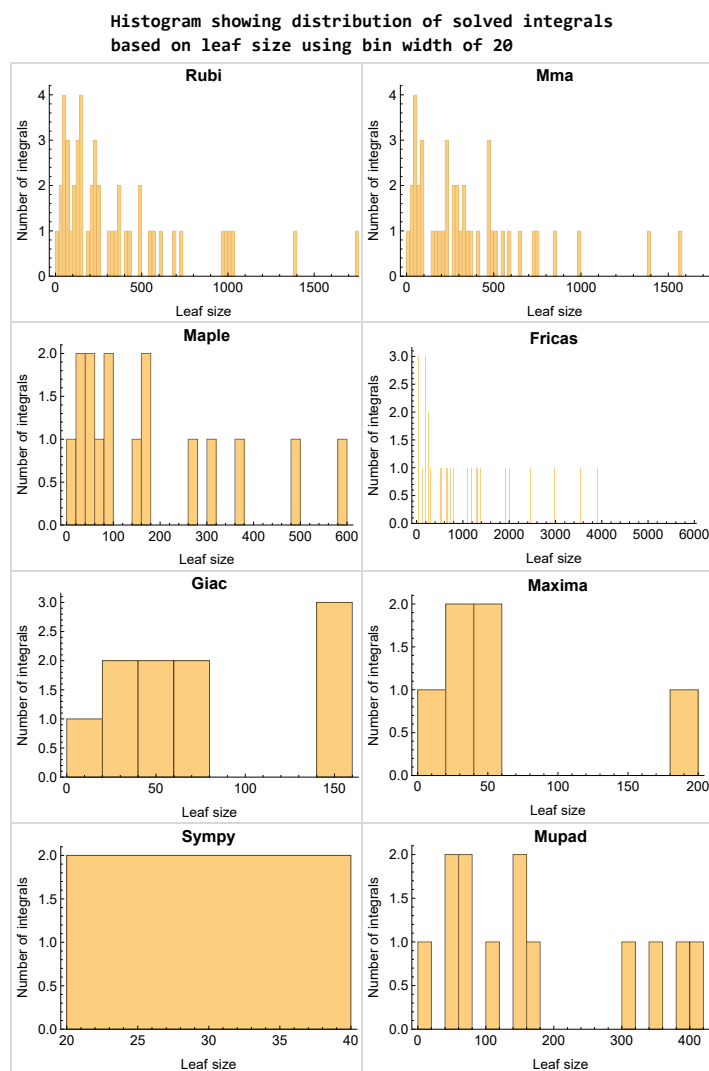 Histogram showing distribution of solved integrals
based on leaf size using bin width of 20
Rubi
Number of integrals
4
3
2
1
0
0 500 1000 1500
Leaf size
Mma
Number of integrals
4
3
2
1
0
0 500 1000 1500
Leaf size
Maple
Number of integrals
2.0
1.5
1.0
0.5
0.0
0 100 200 300 400 500 600
Leaf size
Fricas
Number of integrals
3.0
2.5
2.0
1.5
1.0
0.5
0.0
0 1000 2000 3000 4000 5000 6000
Leaf size
Giac
Number of integrals
3.0
2.5
2.0
1.5
1.0
0.5
0.0
0 50 100 150
Leaf size
Maxima
Number of integrals
2.0
1.5
1.0
0.5
0.0
0 50 100 150 200
Leaf size
Sympy
Number of integrals
2.0
1.5
1.0
0.5
0.0
20 25 30 35 40
Leaf size
Mupad
Number of integrals
2.0
1.5
1.0
0.5
0.0
0 100 200 300 400
Leaf size